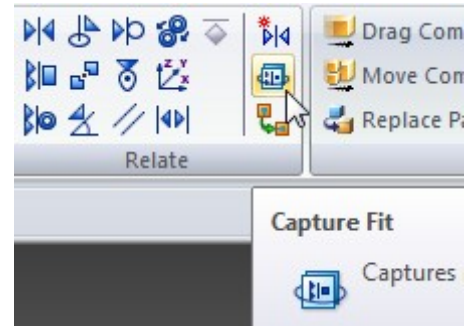 Drag Com
Move Com
Replace Pa
Relate
Capture Fit
Captures